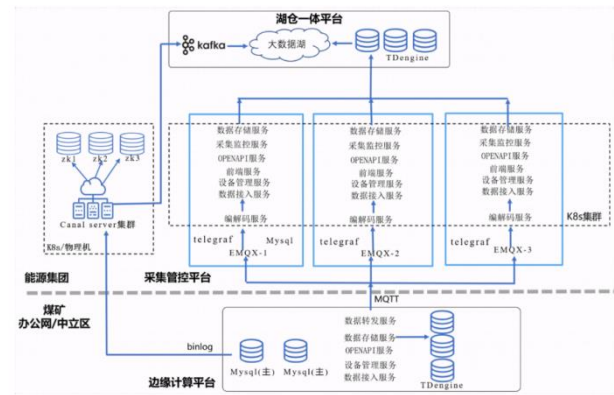 湖仓一体平台
kafka
大数据湖
TDengine
zk1 zk2 zk3
Canal server集群
K8n/物理机
数据存储服务
采集监控服务
OPENAPI服务
前端服务
设备管理服务
数据接入服务
编解码服务
telegraf
Mysql
EMQX-1
数据存储服务
采集监控服务
OPENAPI服务
前端服务
设备管理服务
数据接入服务
编解码服务
telegraf
EMQX-2
数据存储服务
采集监控服务
OPENAPI服务
前端服务
设备管理服务
数据接入服务
编解码服务
telegraf
EMQX-3
K8s集群
能源集团
采集管控平台
MQTT
煤矿
办公网/中立区
binlog
数据转发服务
数据存储服务
OPENAPI服务
设备管理服务
数据接入服务
Mysql(主) Mysql(主)
TDengine
边缘计算平台